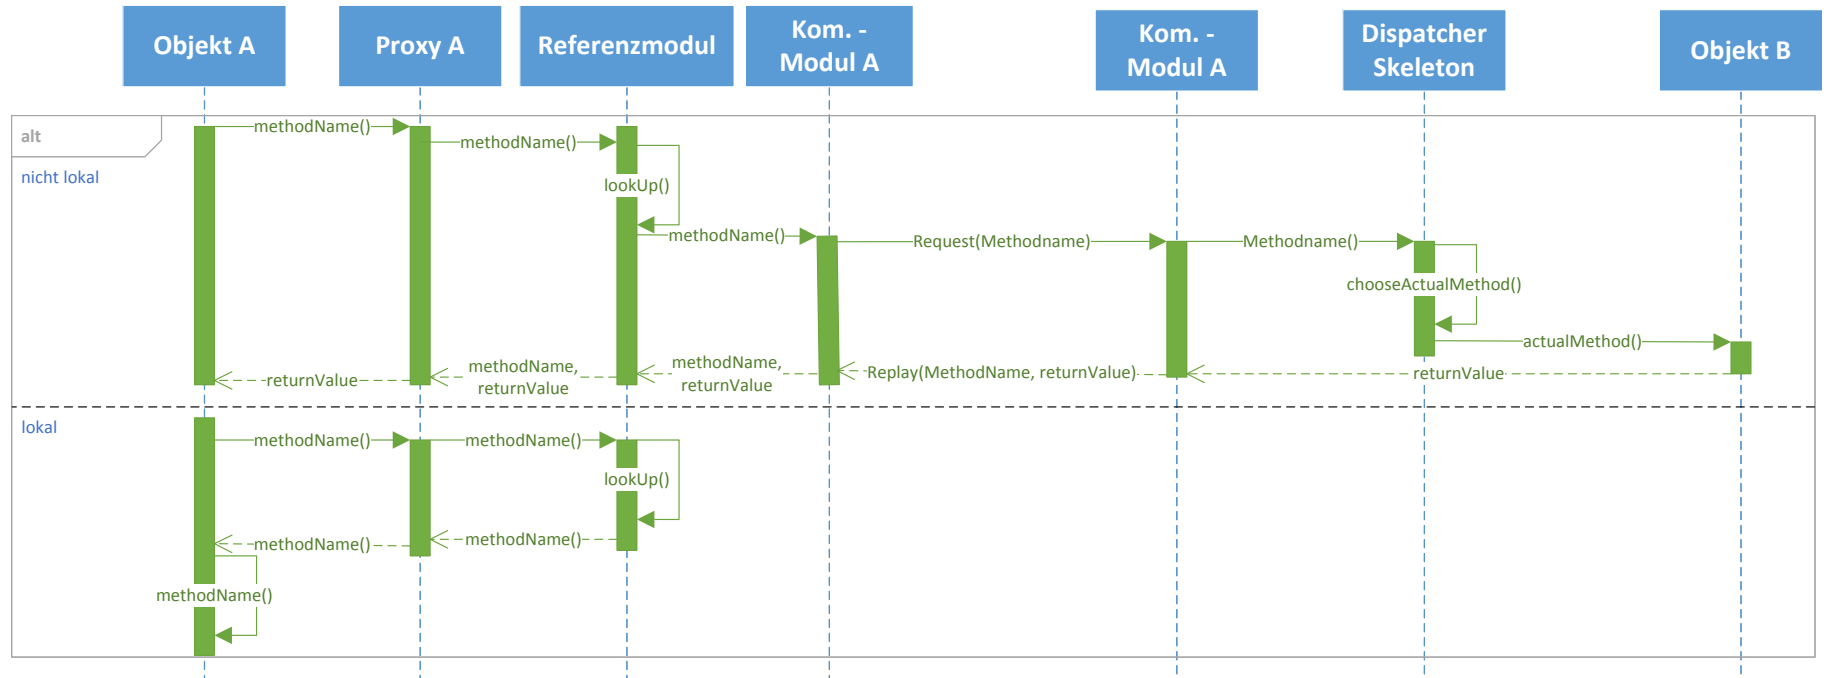 Objekt A
Proxy A
Referenzmodul
Kom. -
Modul A
Kom. -
Modul A
Dispatcher
Skeleton
Objekt B
alt
nicht lokal
methodName()
methodName()
lookUp()
methodName()
Request(Methodname)
Methodname()
chooseActualMethod()
actualMethod()
returnValue
Replay(MethodName, returnValue)
methodName,
returnValue
methodName,
returnValue
returnValue
lokal
methodName()
methodName()
lookUp()
methodName()
methodName()
methodName()